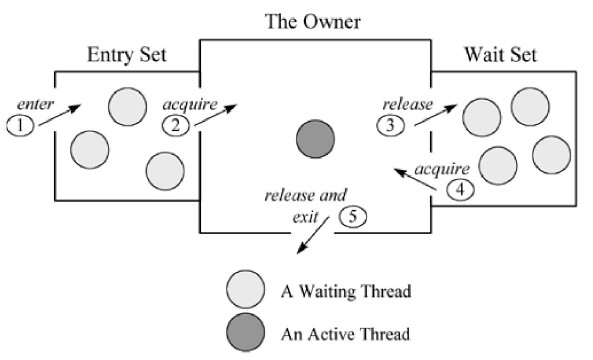 The Owner
Entry Set
Wait Set
enter
1
acquire
2
release
3
acquire
4
release and
exit 5
A Waiting Thread
An Active Thread